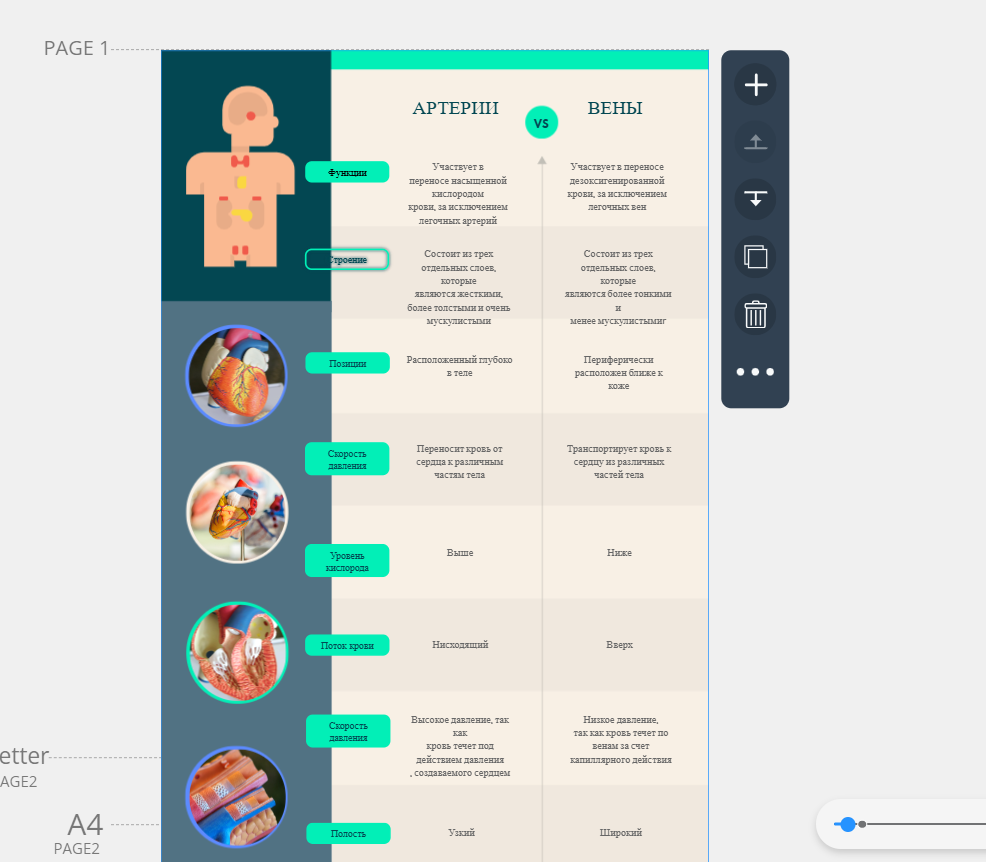 PAGE 1
АРТЕРИИ
VS
ВЕНЫ
Функции
Участвует в
переносе насыщенной
кислородом
крови, за исключением
легочных артерий
Участвует в переносе
дезоксигенированной
крови, за исключением
легочных вен
Строение
Состоит из трех
отдельных слоев,
которые
являются жесткими,
более толстыми и очень
мускулистыми
Состоит из трех
отдельных слоев,
которые
являются более тонкими
и
менее мускулистыми
Позиции
Расположенный глубоко
в теле
Периферически
расположен ближе к
коже
Скорость
давления
Переносит кровь от
сердца к различным
частям тела
Транспортирует кровь к
сердцу из различных
частей тела
Уровень
кислорода
Выше
Ниже
Поток крови
Нисходящий
Вверх
Скорость
давления
Высокое давление, так
как
кровь течет под
действием давления
, создаваемого сердцем
Низкое давление,
так как кровь течет по
венам за счет
капиллярного действия
etter
AGE2
A4
PAGE2
Полость
Узкий
Широкий